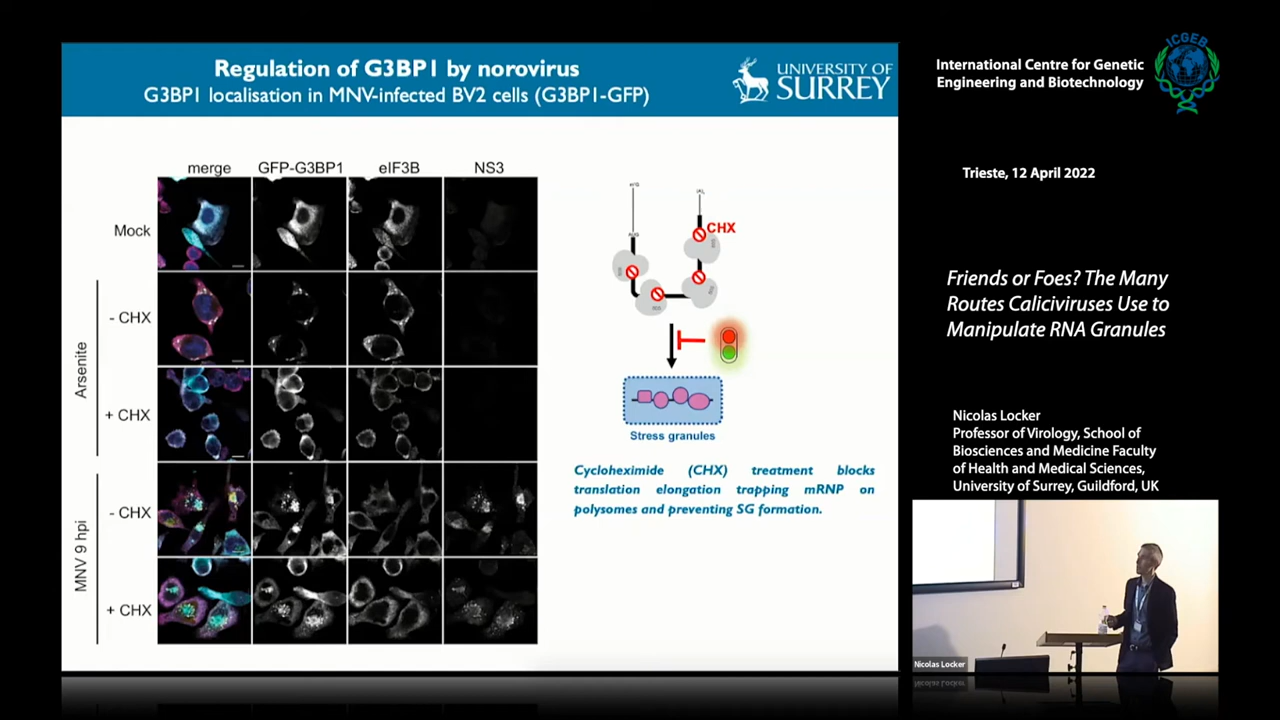 Regulation of G3BP1 by norovirus
G3BP1 localisation in MNV-infected BV2 cells (G3BP1-GFP)
UNIVERSITY OF
SURREY
merge GFP-G3BP1 eIF3B NS3
Mock
Arsenite
- CHX
+ CHX
MNV 9 hpi
- CHX
+ CHX
CHX
AUG
Stress granules
Cycloheximide (CHX) treatment blocks
translation elongation trapping mRNP on
polysomes and preventing SG formation.
International Centre for Genetic
Engineering and Biotechnology
ICGEB
Trieste, 12 April 2022
Friends or Foes? The Many
Routes Caliciviruses Use to
Manipulate RNA Granules
Nicolas Locker
Professor of Virology, School of
Biosciences and Medicine Faculty
of Health and Medical Sciences,
University of Surrey, Guildford, UK
Nicolas Locker